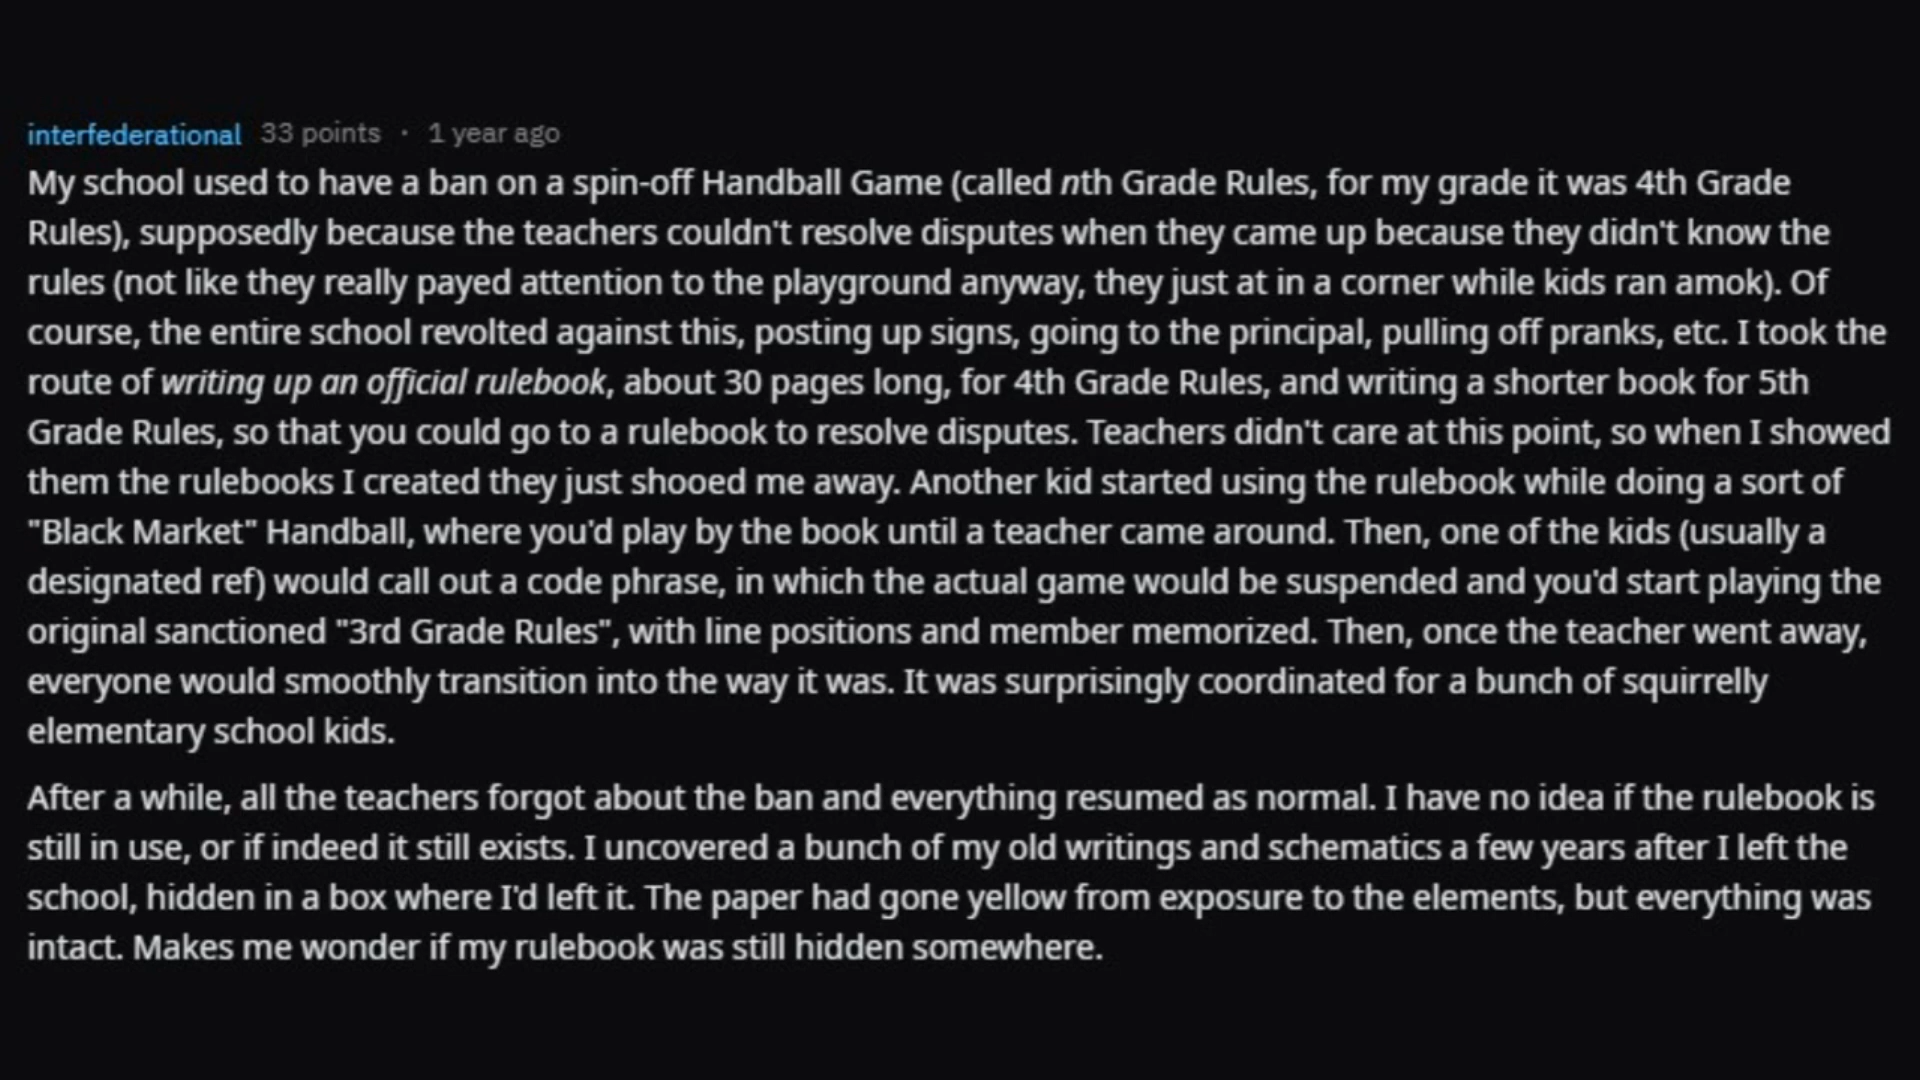 interfederational 33 points · 1 year ago
My school used to have a ban on a spin-off Handball Game (called nth Grade Rules, for my grade it was 4th Grade
Rules), supposedly because the teachers couldn't resolve disputes when they came up because they didn't know the
rules (not like they really payed attention to the playground anyway, they just at in a corner while kids ran amok). Of
course, the entire school revolted against this, posting up signs, going to the principal, pulling off pranks, etc. I took the
route of writing up an official rulebook, about 30 pages long, for 4th Grade Rules, and writing a shorter book for 5th
Grade Rules, so that you could go to a rulebook to resolve disputes. Teachers didn't care at this point, so when I showed
them the rulebooks I created they just shooed me away. Another kid started using the rulebook while doing a sort of
"Black Market" Handball, where you'd play by the book until a teacher came around. Then, one of the kids (usually a
designated ref) would call out a code phrase, in which the actual game would be suspended and you'd start playing the
original sanctioned "3rd Grade Rules", with line positions and member memorized. Then, once the teacher went away,
everyone would smoothly transition into the way it was. It was surprisingly coordinated for a bunch of squirrelly
elementary school kids.
After a while, all the teachers forgot about the ban and everything resumed as normal. I have no idea if the rulebook is
still in use, or if indeed it still exists. I uncovered a bunch of my old writings and schematics a few years after I left the
school, hidden in a box where I'd left it. The paper had gone yellow from exposure to the elements, but everything was
intact. Makes me wonder if my rulebook was still hidden somewhere.